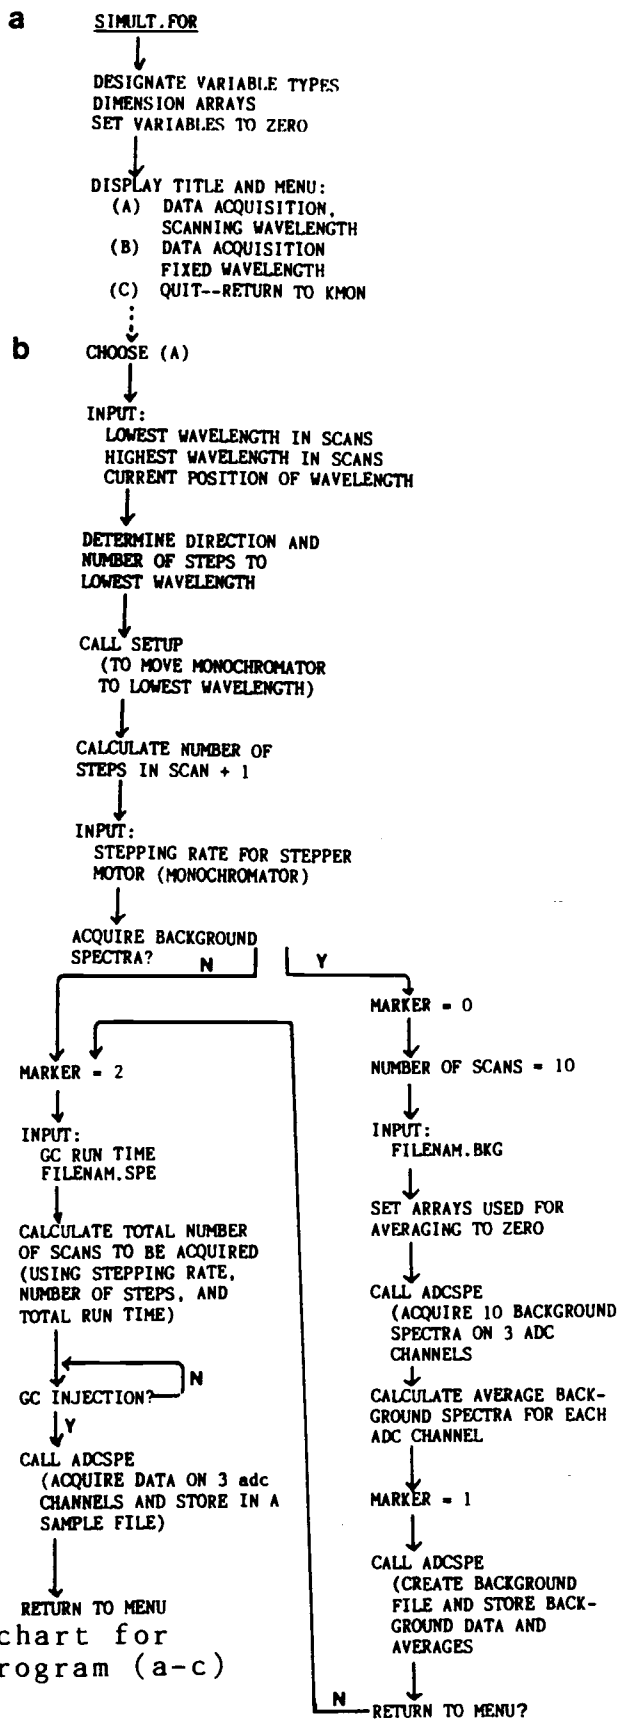 a
SIMULT.FOR
DESIGNATE VARIABLE TYPES
DIMENSION ARRAYS
SET VARIABLES TO ZERO
DISPLAY TITLE AND MENU:
(A) DATA ACQUISITION,
SCANNING WAVELENGTH
(B) DATA ACQUISITION
FIXED WAVELENGTH
(C) QUIT--RETURN TO KMON
b
CHOOSE (A)
INPUT:
LOWEST WAVELENGTH IN SCANS
HIGHEST WAVELENGTH IN SCANS
CURRENT POSITION OF WAVELENGTH
DETERMINE DIRECTION AND
NUMBER OF STEPS TO
LOWEST WAVELENGTH
CALL SETUP
(TO MOVE MONOCHROMATOR
TO LOWEST WAVELENGTH)
CALCULATE NUMBER OF
STEPS IN SCAN + 1
INPUT:
STEPPING RATE FOR STEPPER
MOTOR (MONOCHROMATOR)
ACQUIRE BACKGROUND
SPECTRA?
N
Y
MARKER = 2
INPUT:
GC RUN TIME
FILENAM.SPE
CALCULATE TOTAL NUMBER
OF SCANS TO BE ACQUIRED
(USING STEPPING RATE,
NUMBER OF STEPS, AND
TOTAL RUN TIME)
N
GC INJECTION?
Y
CALL ADCSPE
(ACQUIRE DATA ON 3 adc
CHANNELS AND STORE IN A
SAMPLE FILE)
RETURN TO MENU
MARKER = 0
NUMBER OF SCANS = 10
INPUT:
FILENAM.BKG
SET ARRAYS USED FOR
AVERAGING TO ZERO
CALL ADCSPE
(ACQUIRE 10 BACKGROUND
SPECTRA ON 3 ADC
CHANNELS
CALCULATE AVERAGE BACK-
GROUND SPECTRA FOR EACH
ADC CHANNEL
MARKER = 1
CALL ADCSPE
(CREATE BACKGROUND
FILE AND STORE BACK-
GROUND DATA AND
AVERAGES
N
RETURN TO MENU?
chart for
rogram (a-c)